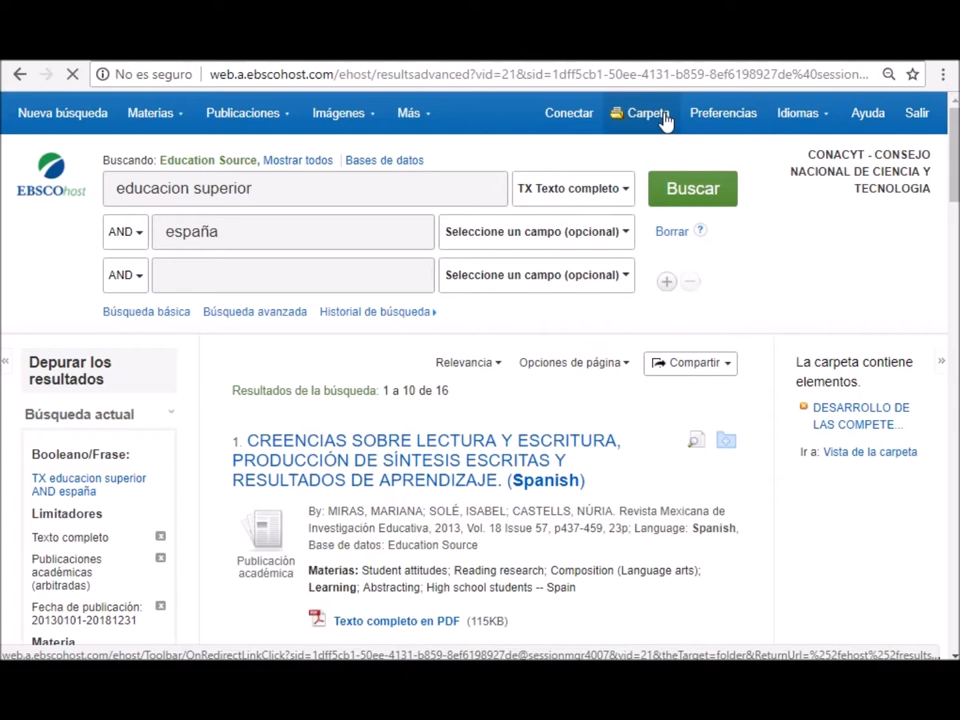 No es seguro
web.a.ebscohost.com/ehost/resultsadvanced?vid=21&sid=1dff5cb1-50ee-4131-b859-8ef6198927de%40session...
Nueva búsqueda Materias Publicaciones Imágenes Más Conectar Carpeta Preferencias Idiomas Ayuda Salir
EBSCOhost
Buscando: Education Source, Mostrar todos Bases de datos
CONACYT - CONSEJO
NACIONAL DE CIENCIA Y
TECNOLOGIA
educacion superior TX Texto completo Buscar
AND españa Seleccione un campo (opcional) Borrar ?
AND Seleccione un campo (opcional)
Búsqueda básica Búsqueda avanzada Historial de búsqueda
Depurar los
resultados
Búsqueda actual
Booleano/Frase:
TX educacion superior
AND españa
Limitadores
Texto completo
Publicaciones
académicas
(arbitradas)
Fecha de publicación:
20130101-20181231
Materia
Relevancia Opciones de página Compartir
Resultados de la búsqueda: 1 a 10 de 16
1. CREENCIAS SOBRE LECTURA Y ESCRITURA,
PRODUCCIÓN DE SÍNTESIS ESCRITAS Y
RESULTADOS DE APRENDIZAJE. (Spanish)
Publicación
académica
By: MIRAS, MARIANA; SOLÉ, ISABEL; CASTELLS, NÚRIA. Revista Mexicana de
Investigación Educativa, 2013, Vol. 18 Issue 57, p437-459, 23p; Language: Spanish,
Base de datos: Education Source
Materias: Student attitudes; Reading research; Composition (Language arts);
Learning; Abstracting; High school students -- Spain
PDF Texto completo en PDF (115KB)
La carpeta contiene
elementos.
DESARROLLO DE
LAS COMPETE...
Ir a: Vista de la carpeta
web.a.ebscohost.com/ehost/Toolbar/OnRedirectLinkClick?sid=1dff5cb1-50ee-4131-b859-8ef6198927de@sessionmgr4007&vid=21&theTarget=folder&ReturnUrl=%252fehost%252fresults...